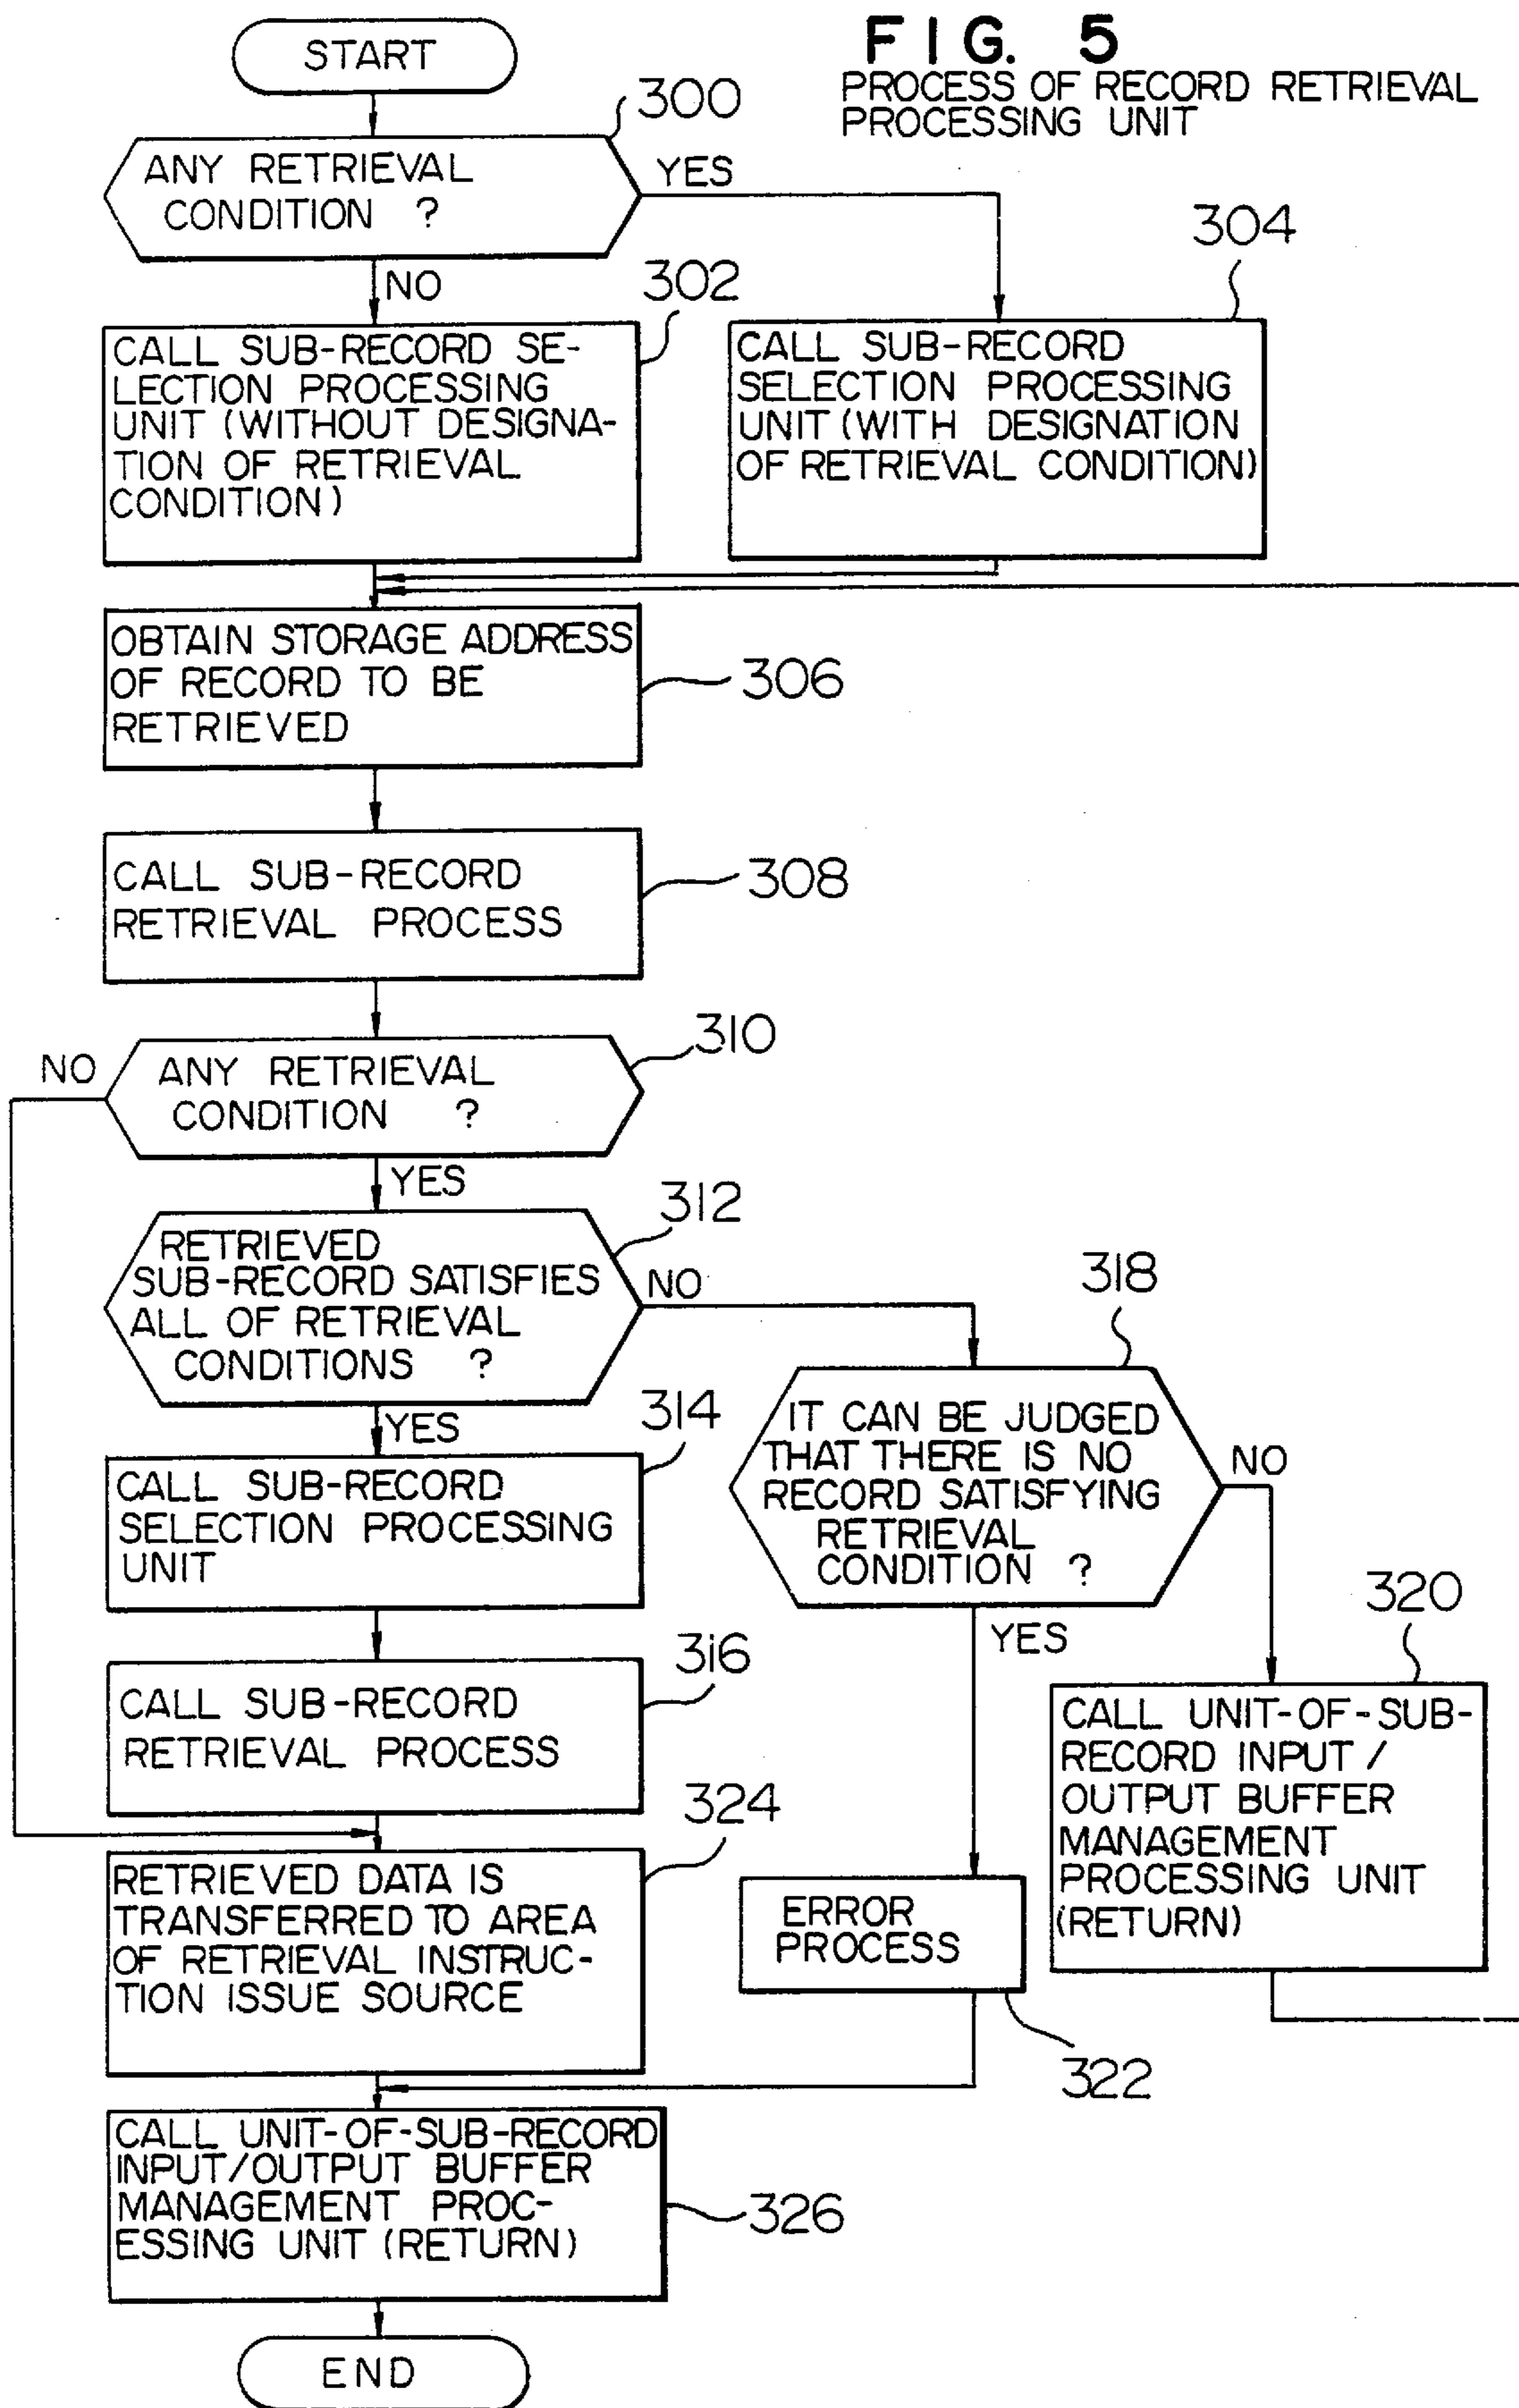 FIG. 5
PROCESS OF RECORD RETRIEVAL
PROCESSING UNIT
START
300
ANY RETRIEVAL
CONDITION ?
YES
NO
302
CALL SUB-RECORD SE-
LECTION PROCESSING
UNIT (WITHOUT DESIGNA-
TION OF RETRIEVAL
CONDITION)
304
CALL SUB-RECORD
SELECTION PROCESSING
UNIT (WITH DESIGNATION
OF RETRIEVAL CONDITION)
OBTAIN STORAGE ADDRESS
OF RECORD TO BE
RETRIEVED
306
CALL SUB-RECORD
RETRIEVAL PROCESS
308
310
NO
ANY RETRIEVAL
CONDITION ?
YES
312
RETRIEVED
SUB-RECORD SATISFIES
ALL OF RETRIEVAL
CONDITIONS ?
NO
YES
318
IT CAN BE JUDGED
THAT THERE IS NO
RECORD SATISFYING
RETRIEVAL
CONDITION ?
NO
YES
314
CALL SUB-RECORD
SELECTION PROCESSING
UNIT
316
CALL SUB-RECORD
RETRIEVAL PROCESS
320
CALL UNIT-OF-SUB-
RECORD INPUT/
OUTPUT BUFFER
MANAGEMENT
PROCESSING UNIT
(RETURN)
324
RETRIEVED DATA IS
TRANSFERRED TO AREA
OF RETRIEVAL INSTRUC-
TION ISSUE SOURCE
ERROR
PROCESS
322
CALL UNIT-OF-SUB-RECORD
INPUT/OUTPUT BUFFER
MANAGEMENT PROC-
ESSING UNIT (RETURN)
326
END